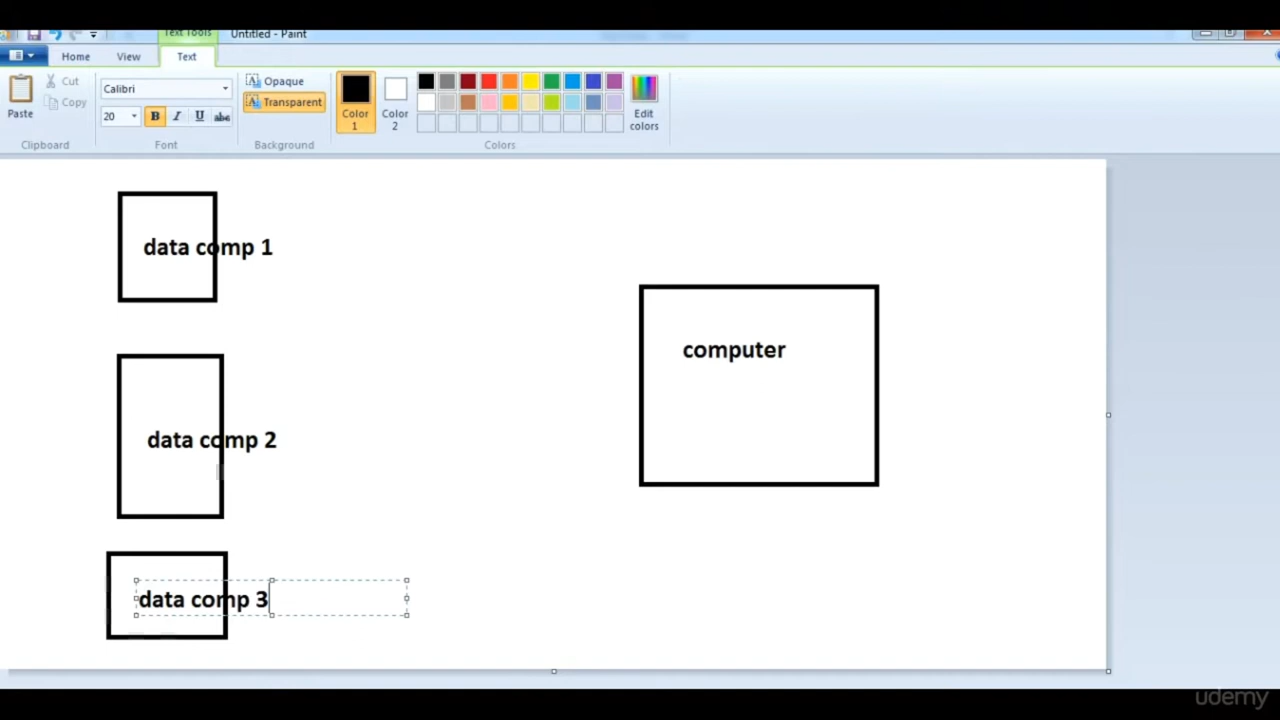 Text Tools
Untitled - Paint
Home View Text
Paste
Cut
Copy
Clipboard
Calibri
20 B I U abc
Font
Opaque
Transparent
Background
Color 1
Color 2
Edit colors
Colors
data comp 1
computer
data comp 2
data comp 3
udemy